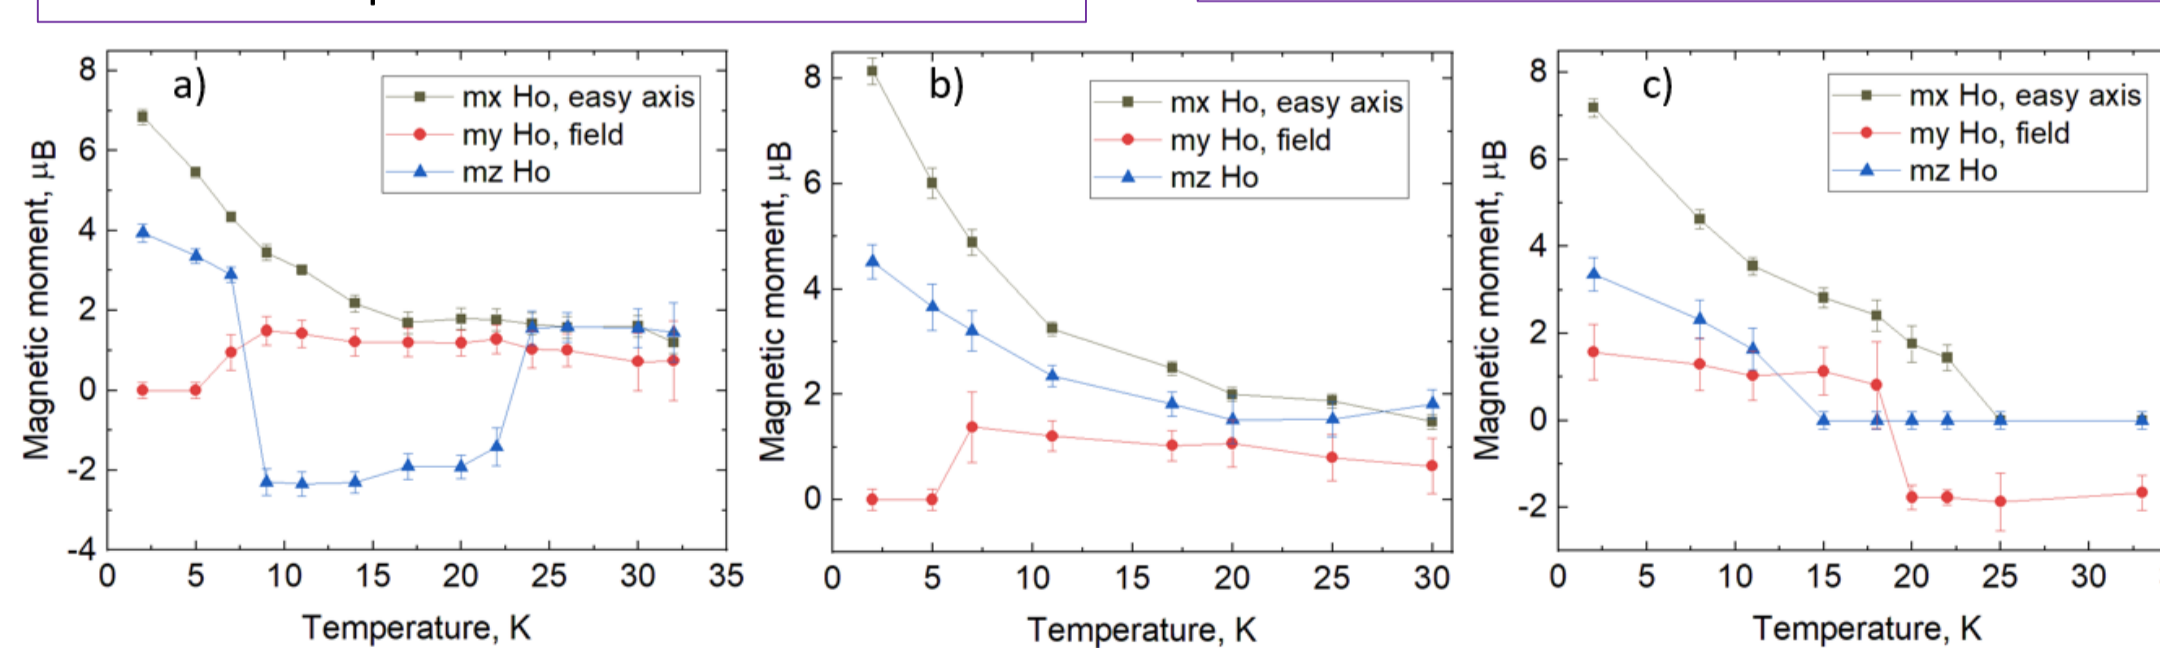 a)
mx Ho, easy axis
my Ho, field
mz Ho
Magnetic moment, μB
8
6
4
2
0
-2
-4
0 5 10 15 20 25 30 35
Temperature, K
b)
mx Ho, easy axis
my Ho, field
mz Ho
Magnetic moment, μB
8
6
4
2
0
0 5 10 15 20 25 30
Temperature, K
c)
mx Ho, easy axis
my Ho, field
mz Ho
Magnetic moment, μB
8
6
4
2
0
-2
0 5 10 15 20 25 30
Temperature, K